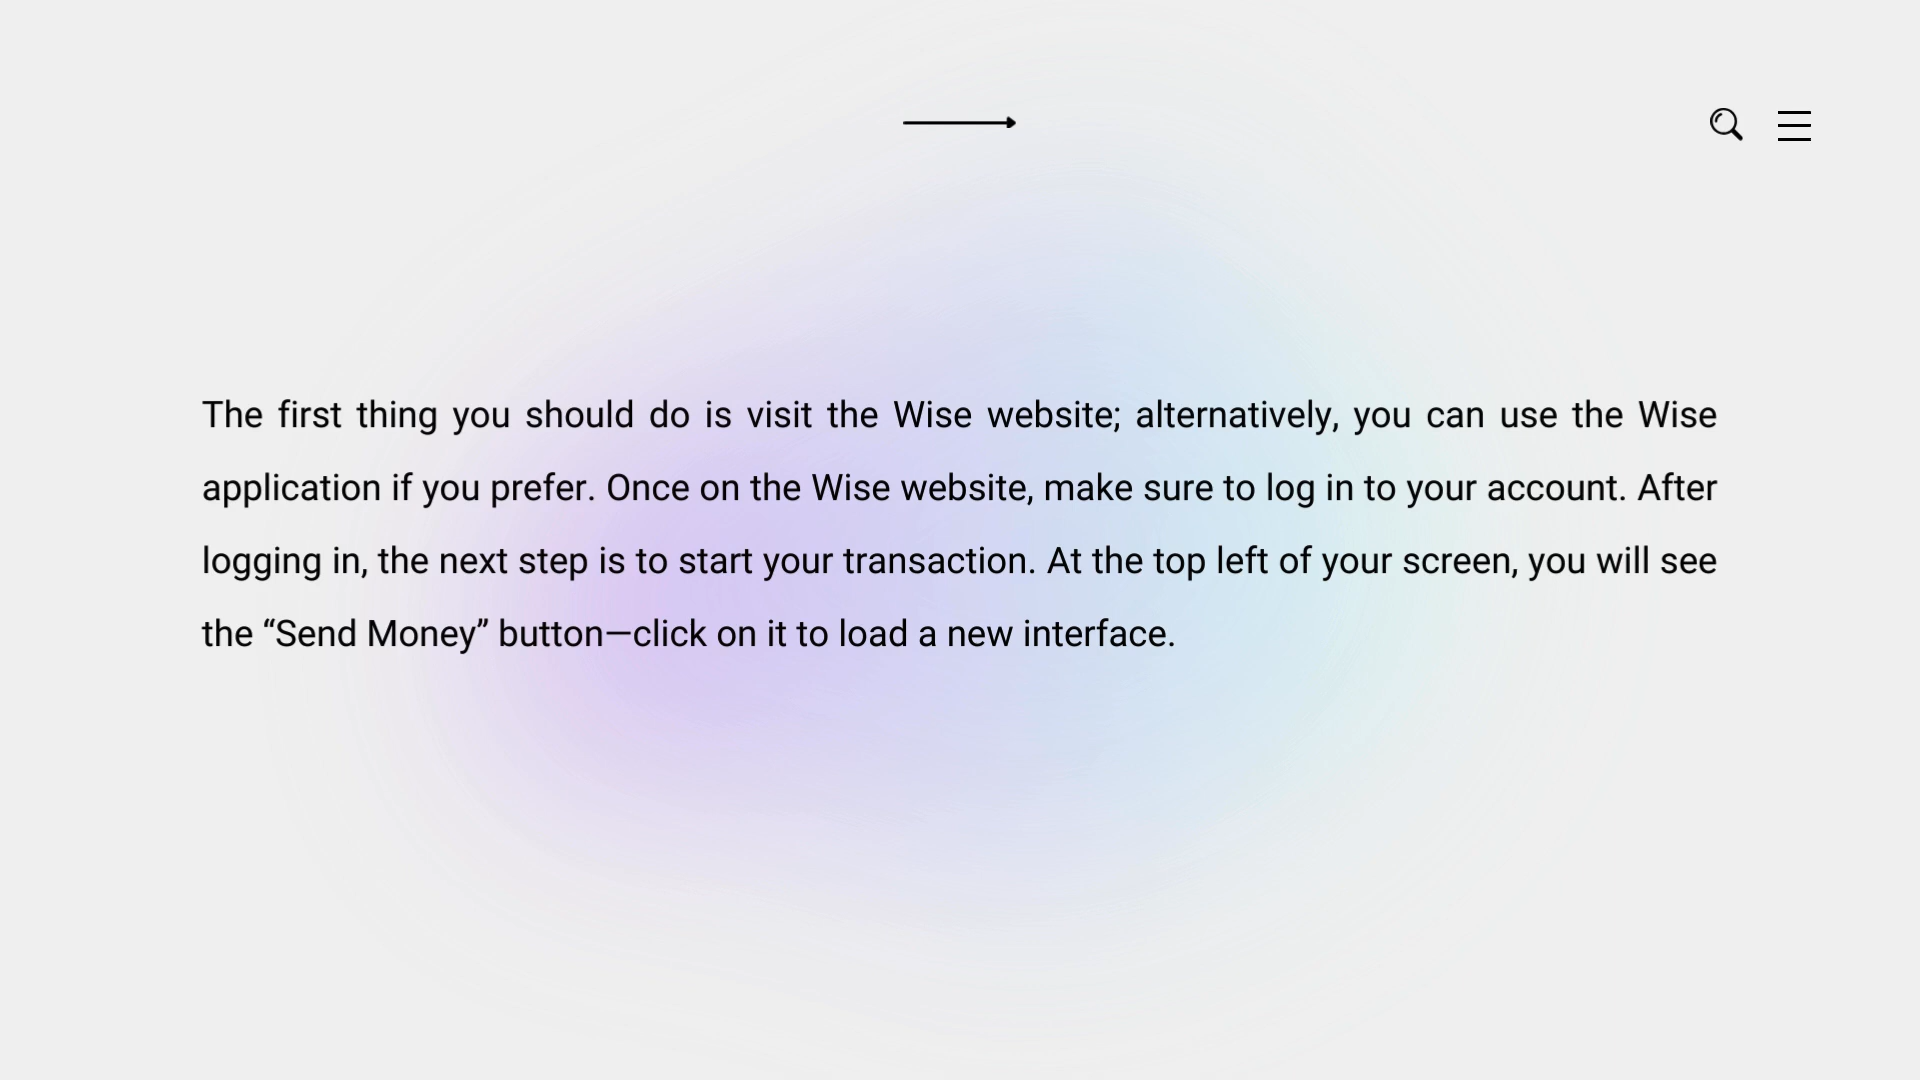 The first thing you should do is visit the Wise website; alternatively, you can use the Wise
application if you prefer. Once on the Wise website, make sure to log in to your account. After
logging in, the next step is to start your transaction. At the top left of your screen, you will see
the “Send Money” button—click on it to load a new interface.